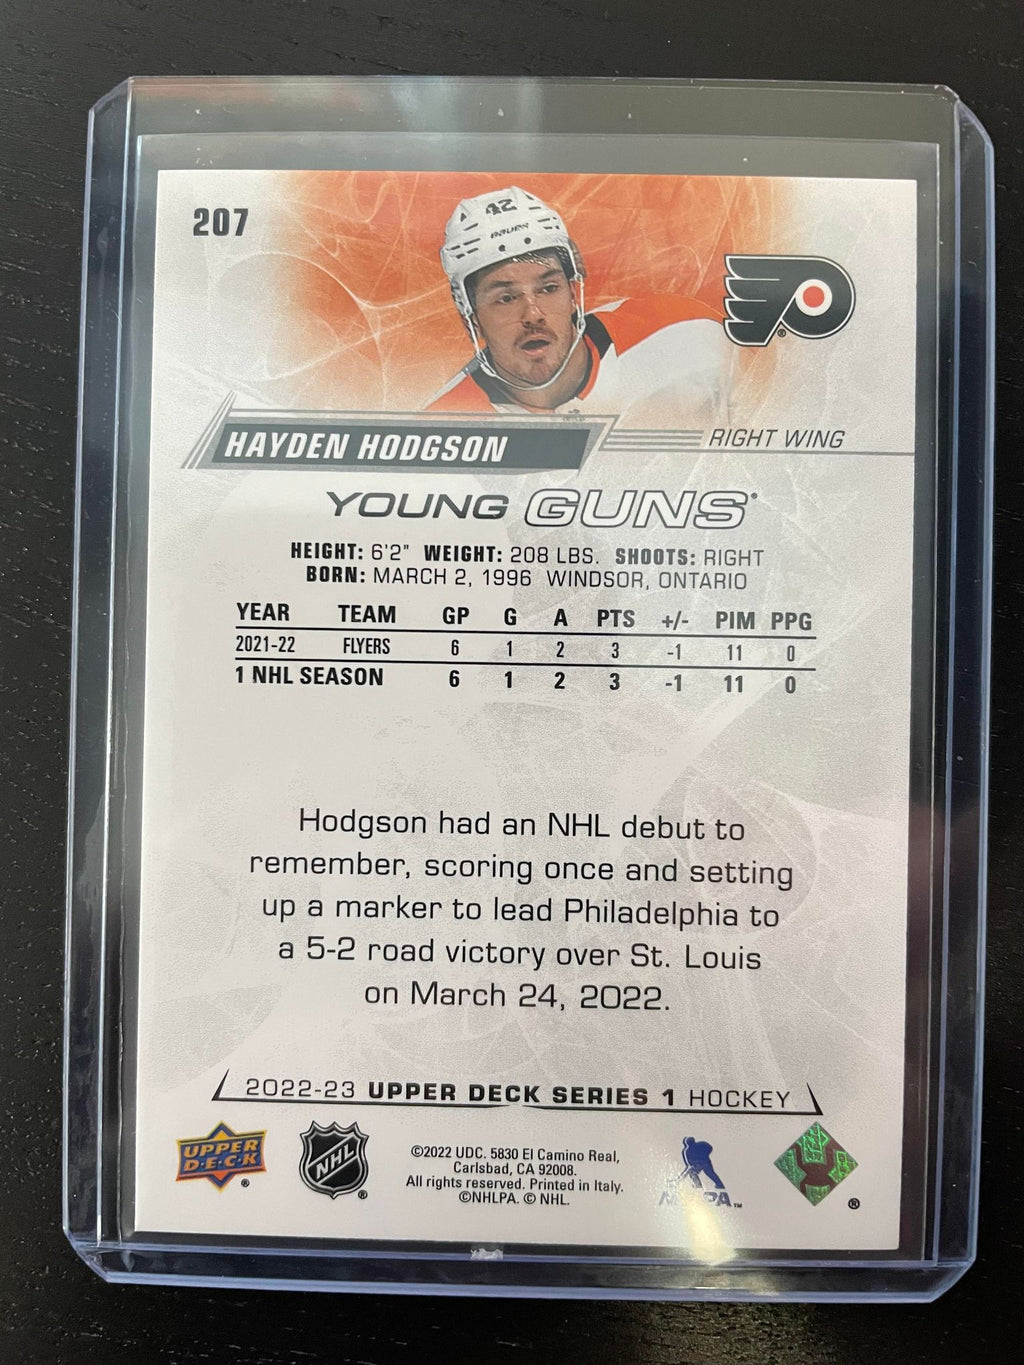 207
42
BAUER
HAYDEN HODGSON
RIGHT WING
YOUNG GUNS®
HEIGHT: 6'2" WEIGHT: 208 LBS. SHOOTS: RIGHT
BORN: MARCH 2, 1996 WINDSOR, ONTARIO
YEAR TEAM GP G A PTS +/- PIM PPG
2021-22 FLYERS 6 1 2 3 -1 11 0
1 NHL SEASON 6 1 2 3 -1 11 0
Hodgson had an NHL debut to
remember, scoring once and setting
up a marker to lead Philadelphia to
a 5-2 road victory over St. Louis
on March 24, 2022.
2022-23 UPPER DECK SERIES 1 HOCKEY
UPPER
D·E·C·K
®
NHL
®
©2022 UDC. 5830 El Camino Real,
Carlsbad, CA 92008.
All rights reserved. Printed in Italy.
©NHLPA. © NHL.
NHLPA™
®